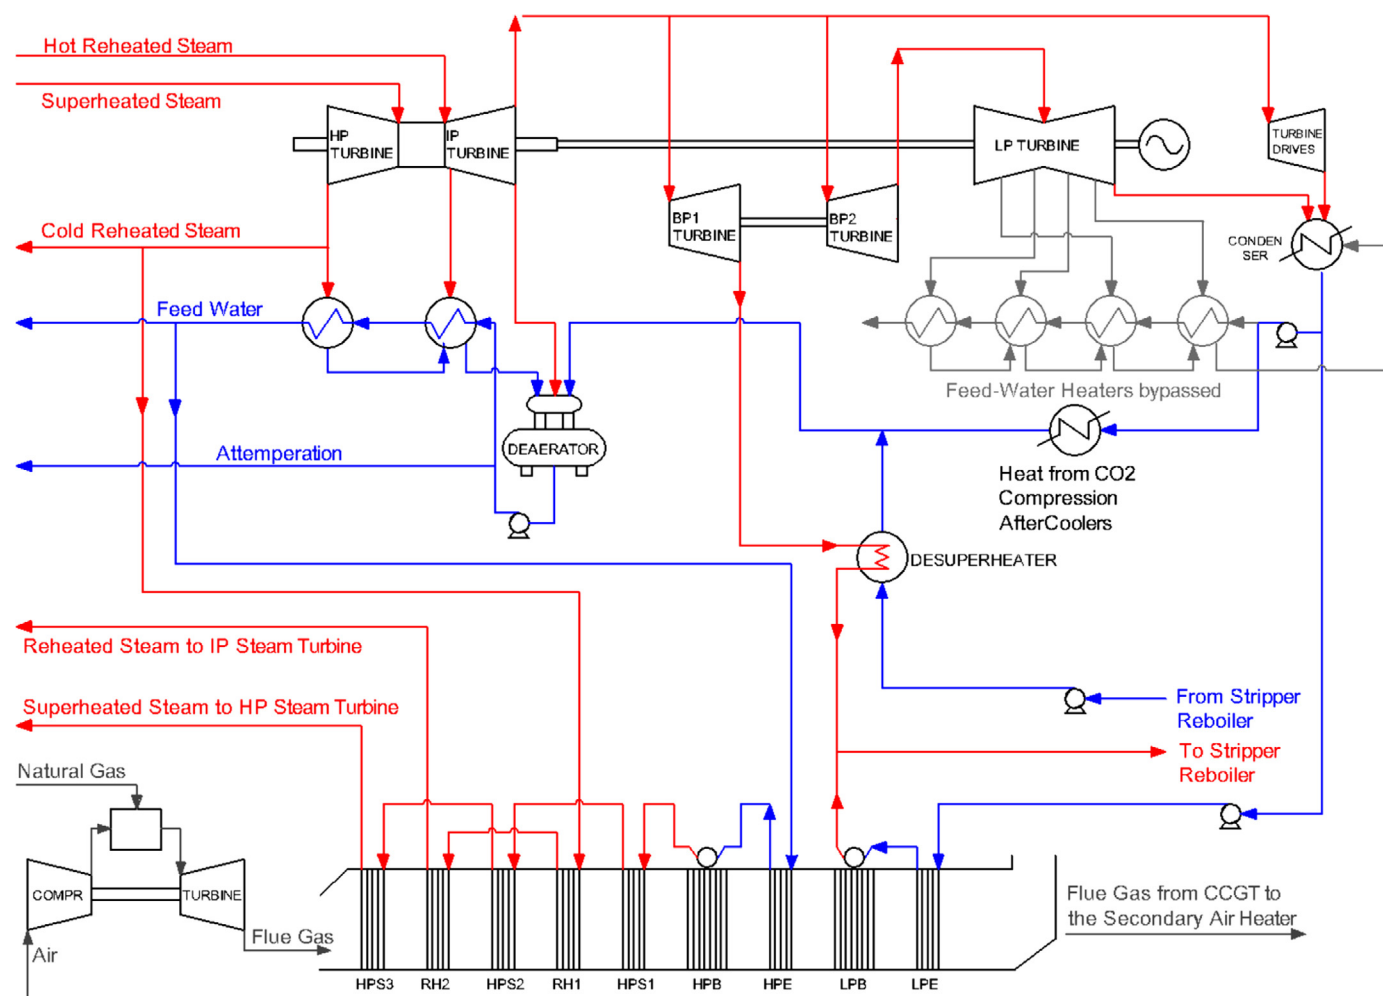 Hot Reheated Steam
Superheated Steam
HP
TURBINE
IP
TURBINE
LP TURBINE
TURBINE
DRIVES
BP1
TURBINE
BP2
TURBINE
Cold Reheated Steam
CONDEN
SER
Feed Water
Feed-Water Heaters bypassed
DEAERATOR
Attemperation
Heat from CO2
Compression
AfterCoolers
DESUPERHEATER
Reheated Steam to IP Steam Turbine
Superheated Steam to HP Steam Turbine
From Stripper
Reboiler
To Stripper
Reboiler
Natural Gas
COMPR
TURBINE
Air
Flue Gas
Flue Gas from CCGT to
the Secondary Air Heater
HPS3 RH2 HPS2 RH1 HPS1 HPB HPE LPB LPE